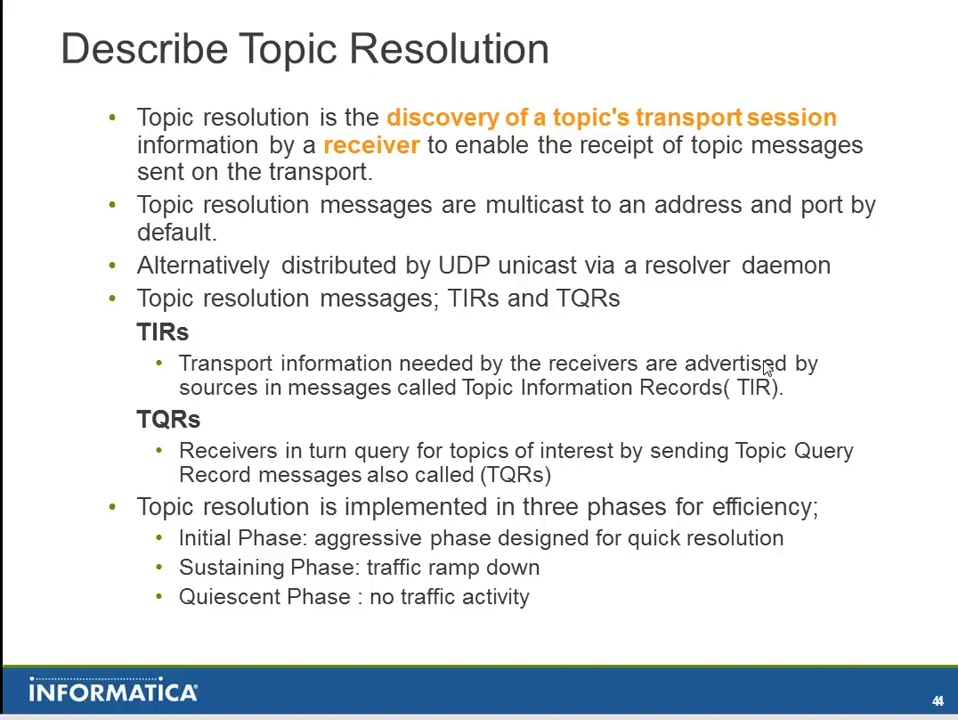 Describe Topic Resolution
• Topic resolution is the discovery of a topic's transport session
information by a receiver to enable the receipt of topic messages
sent on the transport.
• Topic resolution messages are multicast to an address and port by
default.
• Alternatively distributed by UDP unicast via a resolver daemon
• Topic resolution messages; TIRs and TQRs
TIRs
• Transport information needed by the receivers are advertised by
sources in messages called Topic Information Records( TIR).
TQRs
• Receivers in turn query for topics of interest by sending Topic Query
Record messages also called (TQRs)
• Topic resolution is implemented in three phases for efficiency;
• Initial Phase: aggressive phase designed for quick resolution
• Sustaining Phase: traffic ramp down
• Quiescent Phase : no traffic activity
INFORMATICA
44